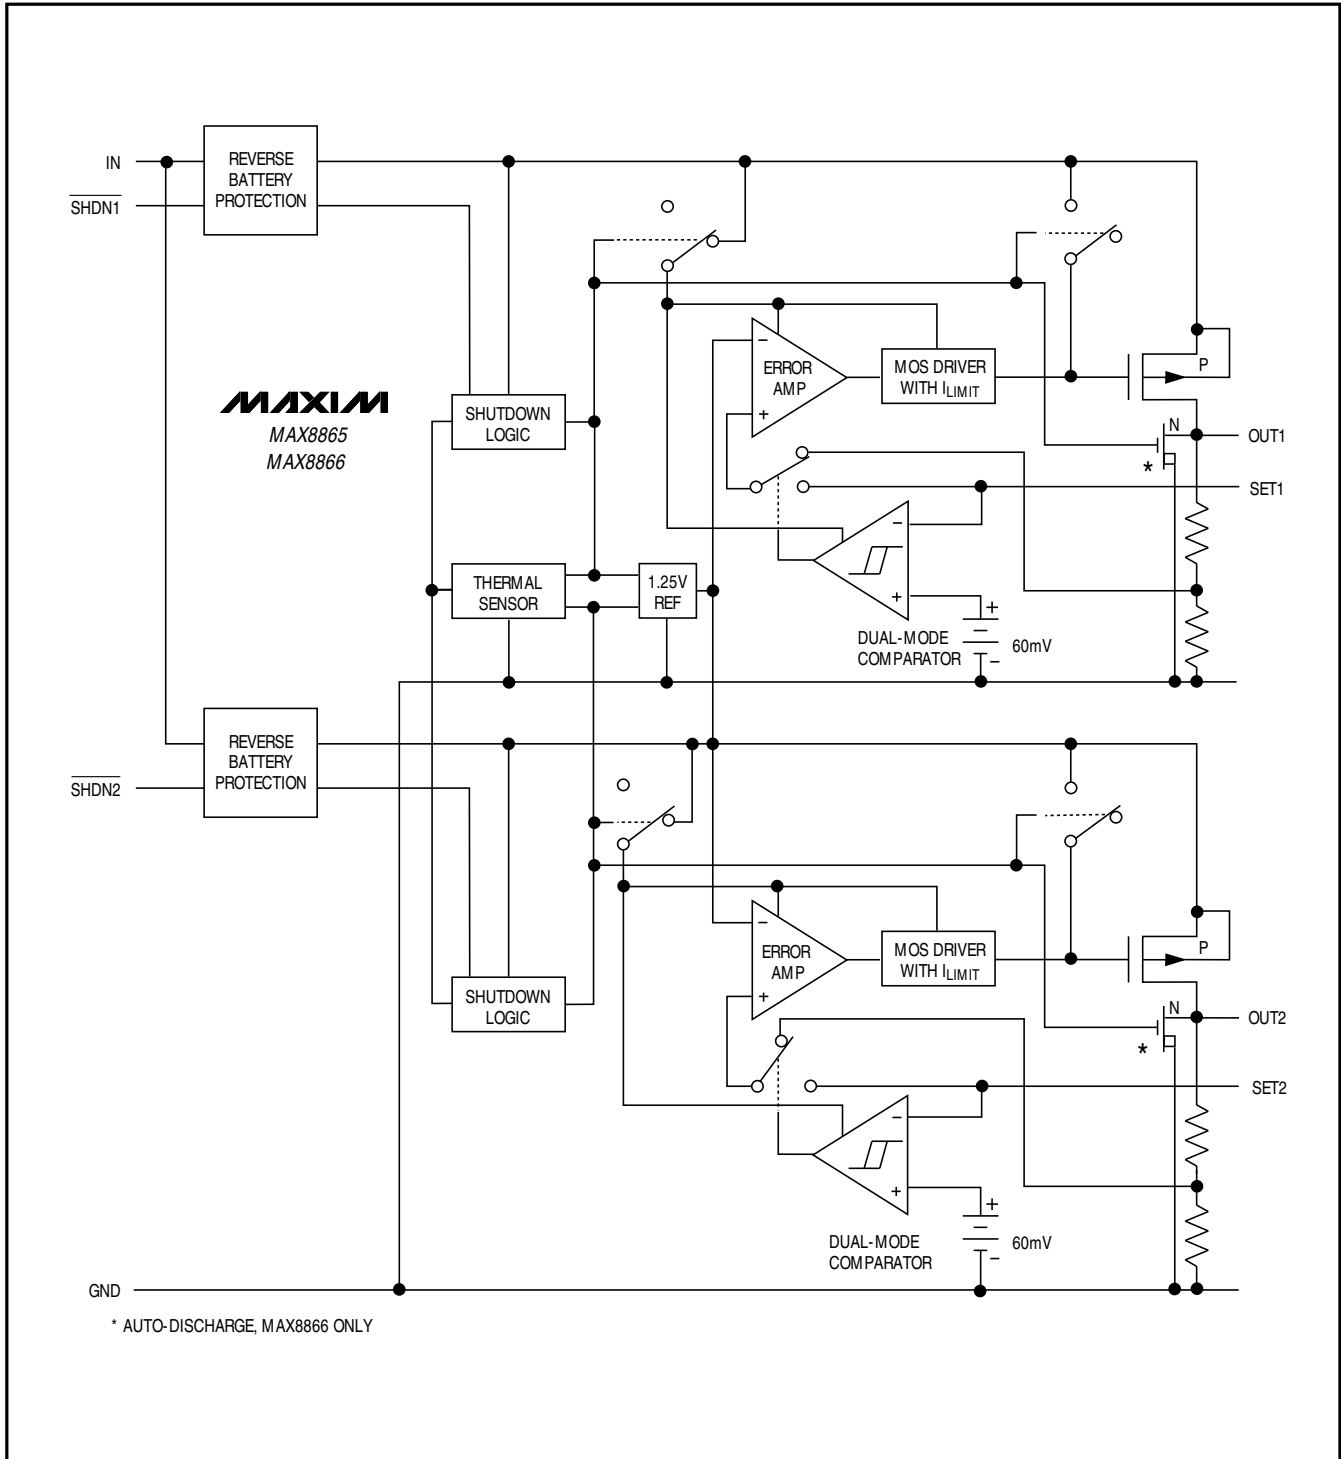 IN
REVERSE
BATTERY
PROTECTION
SHDN1
P
ERROR
AMP
−
+
MOS DRIVER
WITH ILIMIT
MAXIM
MAX8865
MAX8866
SHUTDOWN
LOGIC
N
OUT1
*
SET1
−
+
THERMAL
SENSOR
1.25V
REF
DUAL-MODE
COMPARATOR
+
60mV
−
REVERSE
BATTERY
PROTECTION
SHDN2
−
ERROR
AMP
+
MOS DRIVER
WITH ILIMIT
P
SHUTDOWN
LOGIC
N
OUT2
*
SET2
−
+
DUAL-MODE
COMPARATOR
+
60mV
−
GND
* AUTO-DISCHARGE, MAX8866 ONLY